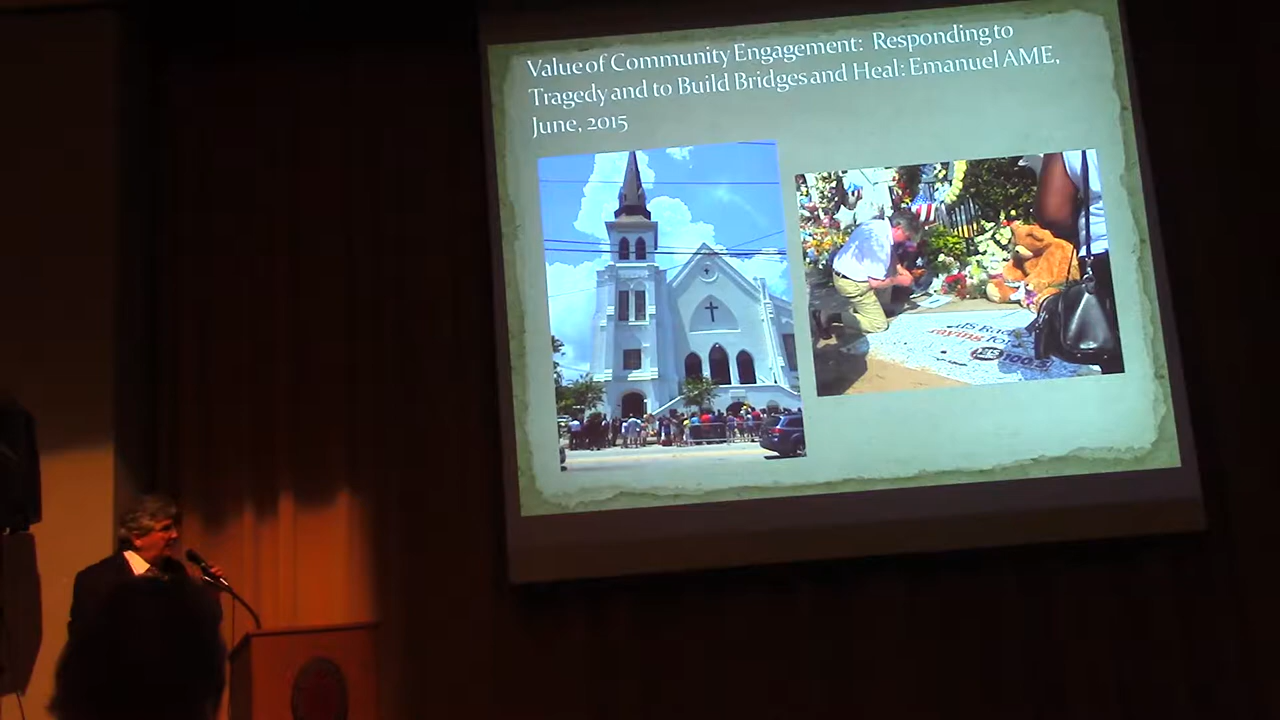 Value of Community Engagement: Responding to
Tragedy and to Build Bridges and Heal: Emanuel AME,
June, 2015